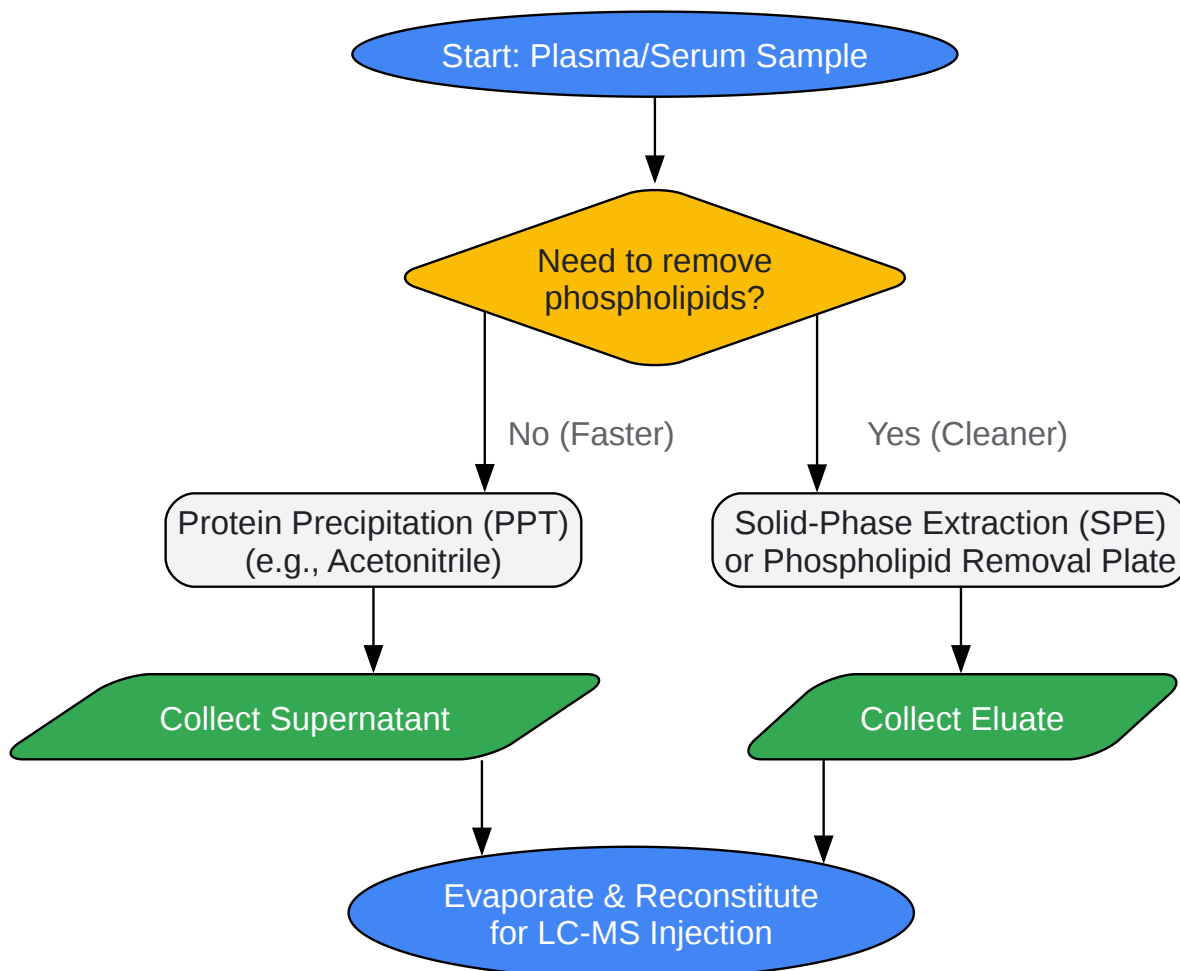 Start: Plasma/Serum Sample
Need to remove
phospholipids?
No (Faster)
Yes (Cleaner)
Protein Precipitation (PPT)
(e.g., Acetonitrile)
Solid-Phase Extraction (SPE)
or Phospholipid Removal Plate
Collect Supernatant
Collect Eluate
Evaporate & Reconstitute
for LC-MS Injection